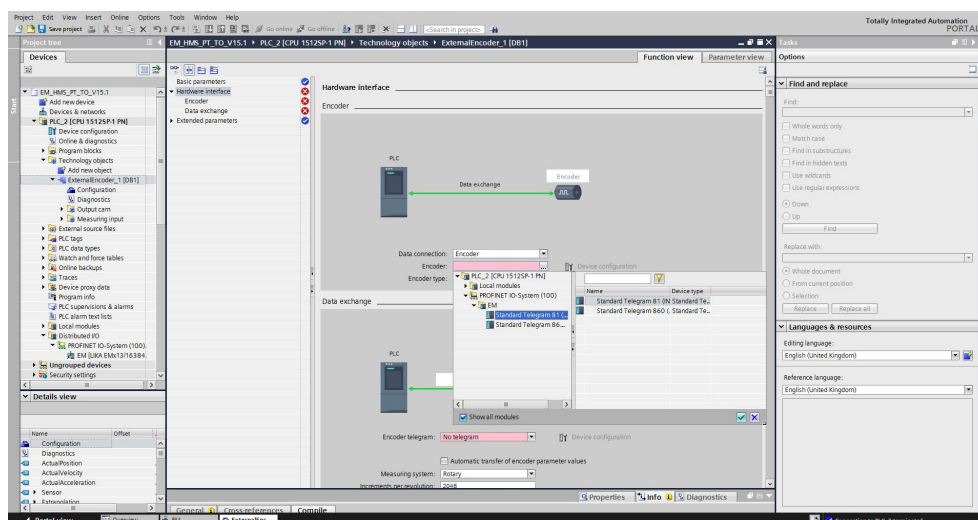 Project Edit View Insert Online Options Tools Window Help
Totally Integrated Automation
PORTAL
Save project
Go online
Go offline
<Search in project>
Project tree
EM_HMS_PT_TO_V15.1 PLC_2 [CPU 1512SP-1 PN] Technology objects ExternalEncoder_1 [DB1]
Tasks
Devices
Function view
Parameter view
Options
Start
EM_HMS_PT_TO_V15.1
Add new device
Devices & networks
PLC_2 [CPU 1512SP-1 PN]
Device configuration
Online & diagnostics
Program blocks
Technology objects
Add new object
ExternalEncoder_1 [DB1]
Configuration
Diagnostics
Output cam
Measuring input
External source files
PLC tags
PLC data types
Watch and force tables
Online backups
Traces
Device proxy data
Program info
PLC supervisions & alarms
PLC alarm text lists
Local modules
Distributed I/O
PROFINET IO-System (100)...
EM [LIKA EMx13/16384...
Ungrouped devices
Security settings
Details view
Name
Offset
Configuration
Diagnostics
ActualPosition
ActualVelocity
ActualAcceleration
Sensor
Extrapolation
Basic parameters
Hardware interface
Encoder
Data exchange
Extended parameters
Hardware interface
Encoder
PLC
Encoder
Data exchange
Data connection:
Encoder
Encoder:
Device configuration
Encoder type:
PLC_2 [CPU 1512SP-1 PN]
Local modules
PROFINET IO-System (100)
EM
Standard Telegram 81 (...
Standard Telegram 86...
Name
Device type
Standard Telegram 81 (IN Standard Te...
Standard Telegram 860 (. Standard Te...
Show all modules
Data exchange
PLC
Encoder telegram:
No telegram
Device configuration
Automatic transfer of encoder parameter values
Measuring system:
Rotary
Increments per revolution:
2048
Properties
Info
Diagnostics
General
Cross-references
Compile
Find and replace
Find:
Whole words only
Match case
Find in substructures
Find in hidden texts
Use wildcards
Use regular expressions
Down
Up
Find
Replace with:
Whole document
From current position
Selection
Replace
Replace all
Languages & resources
Editing language:
English (United Kingdom)
Reference language:
English (United Kingdom)
Portal view
Overview